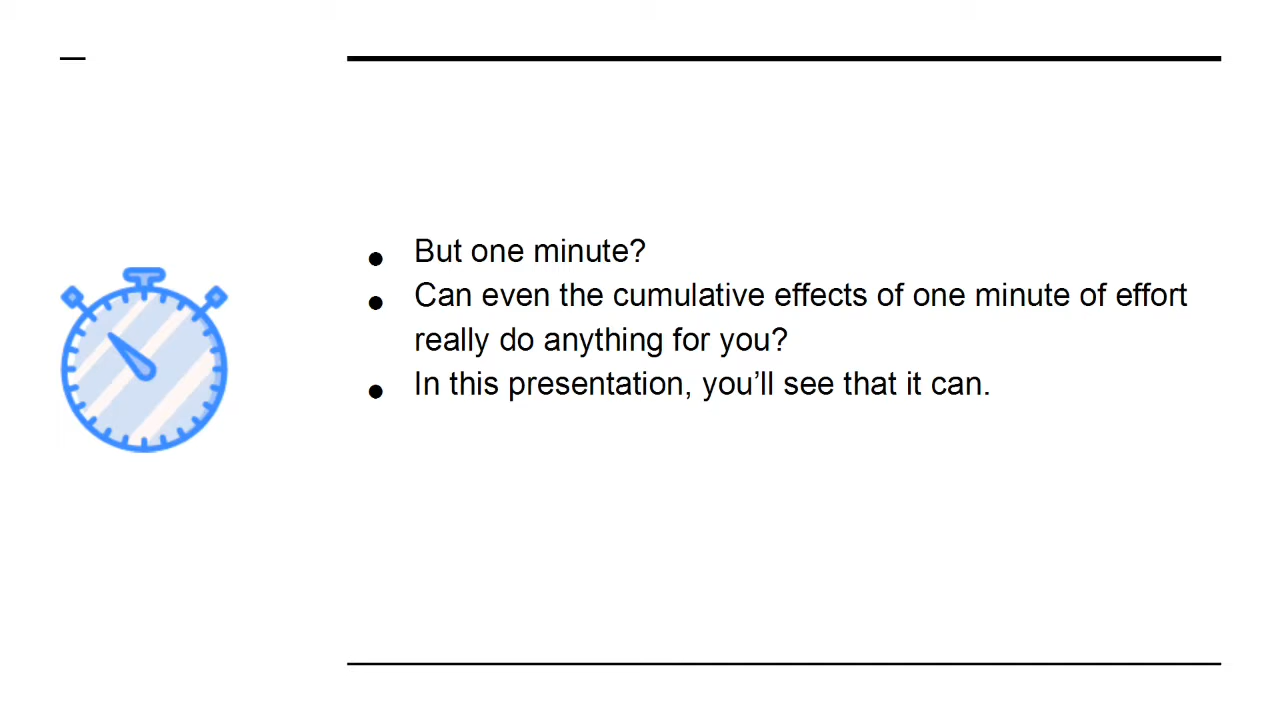 ● But one minute?
● Can even the cumulative effects of one minute of effort
really do anything for you?
● In this presentation, you’ll see that it can.